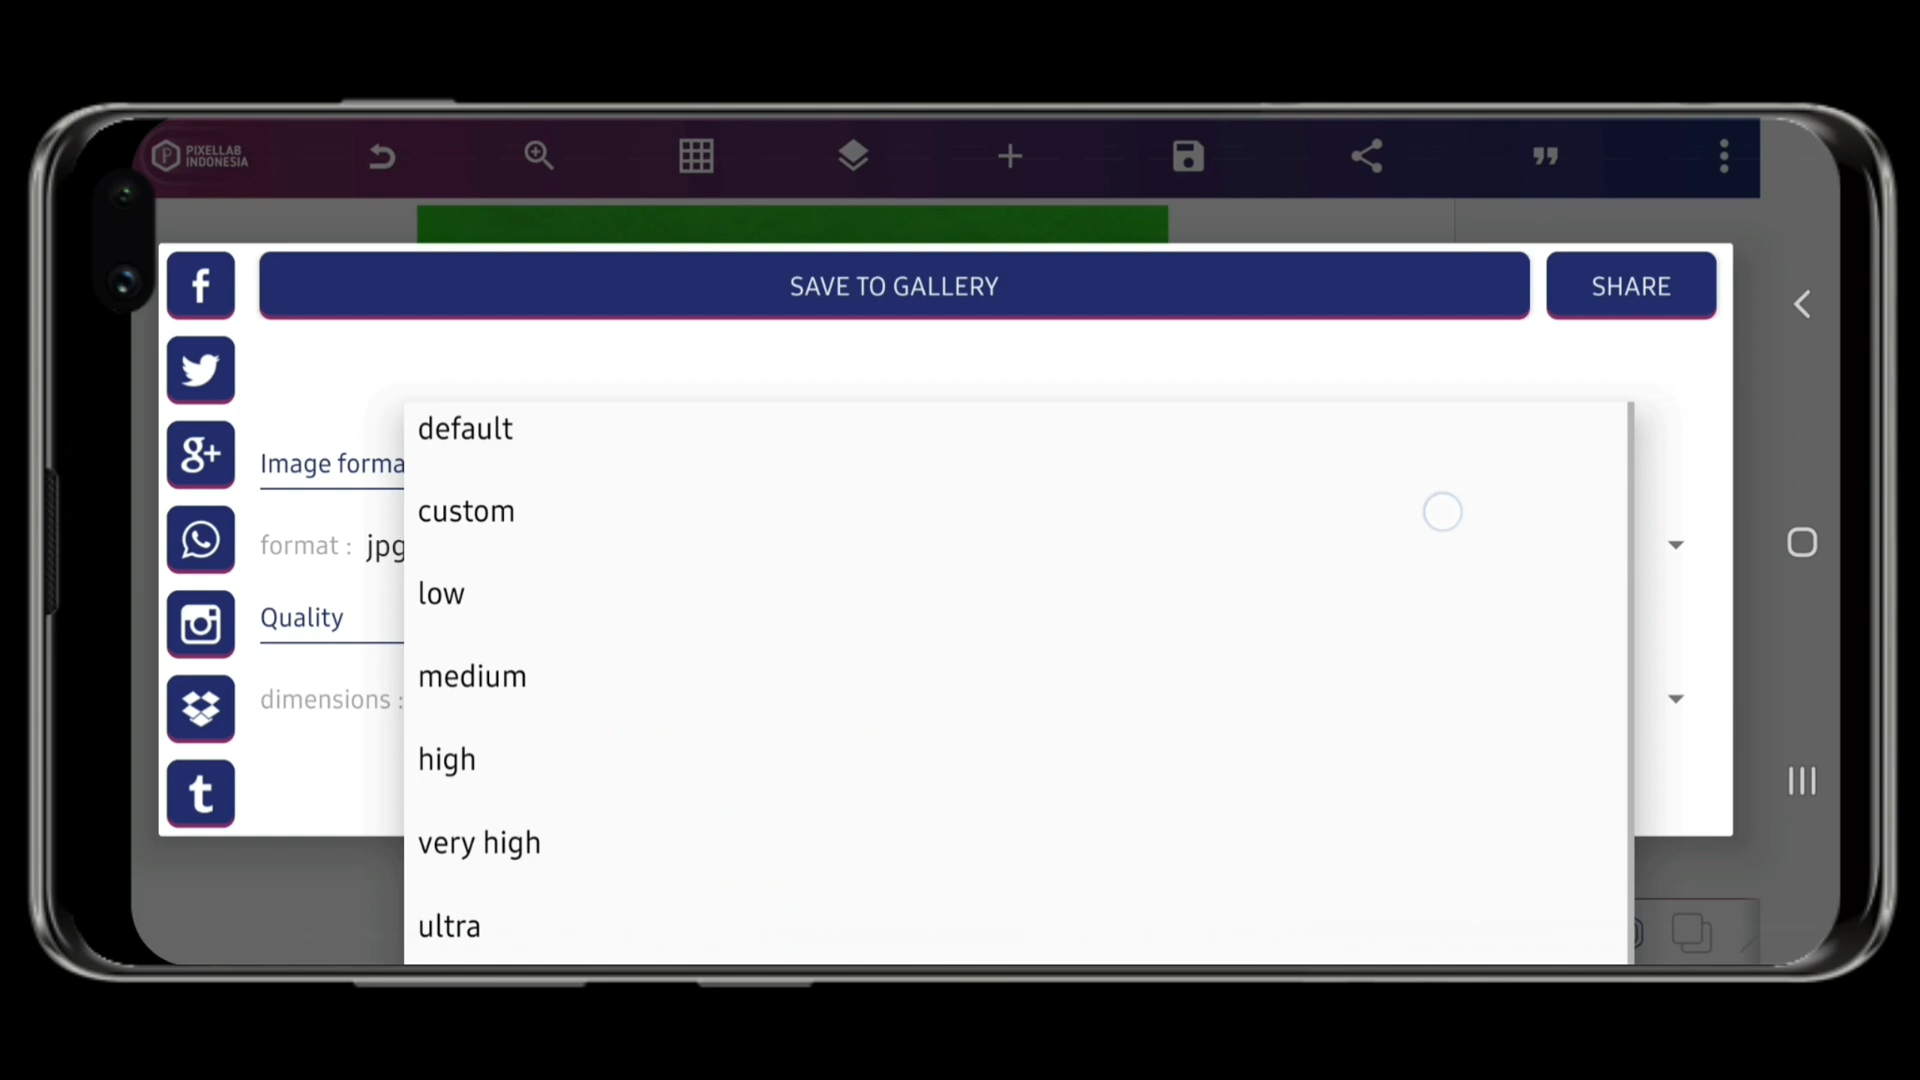 PIXELLAB
INDONESIA
SAVE TO GALLERY
SHARE
Image forma
format : jpg
Quality
dimensions :
default
custom
low
medium
high
very high
ultra